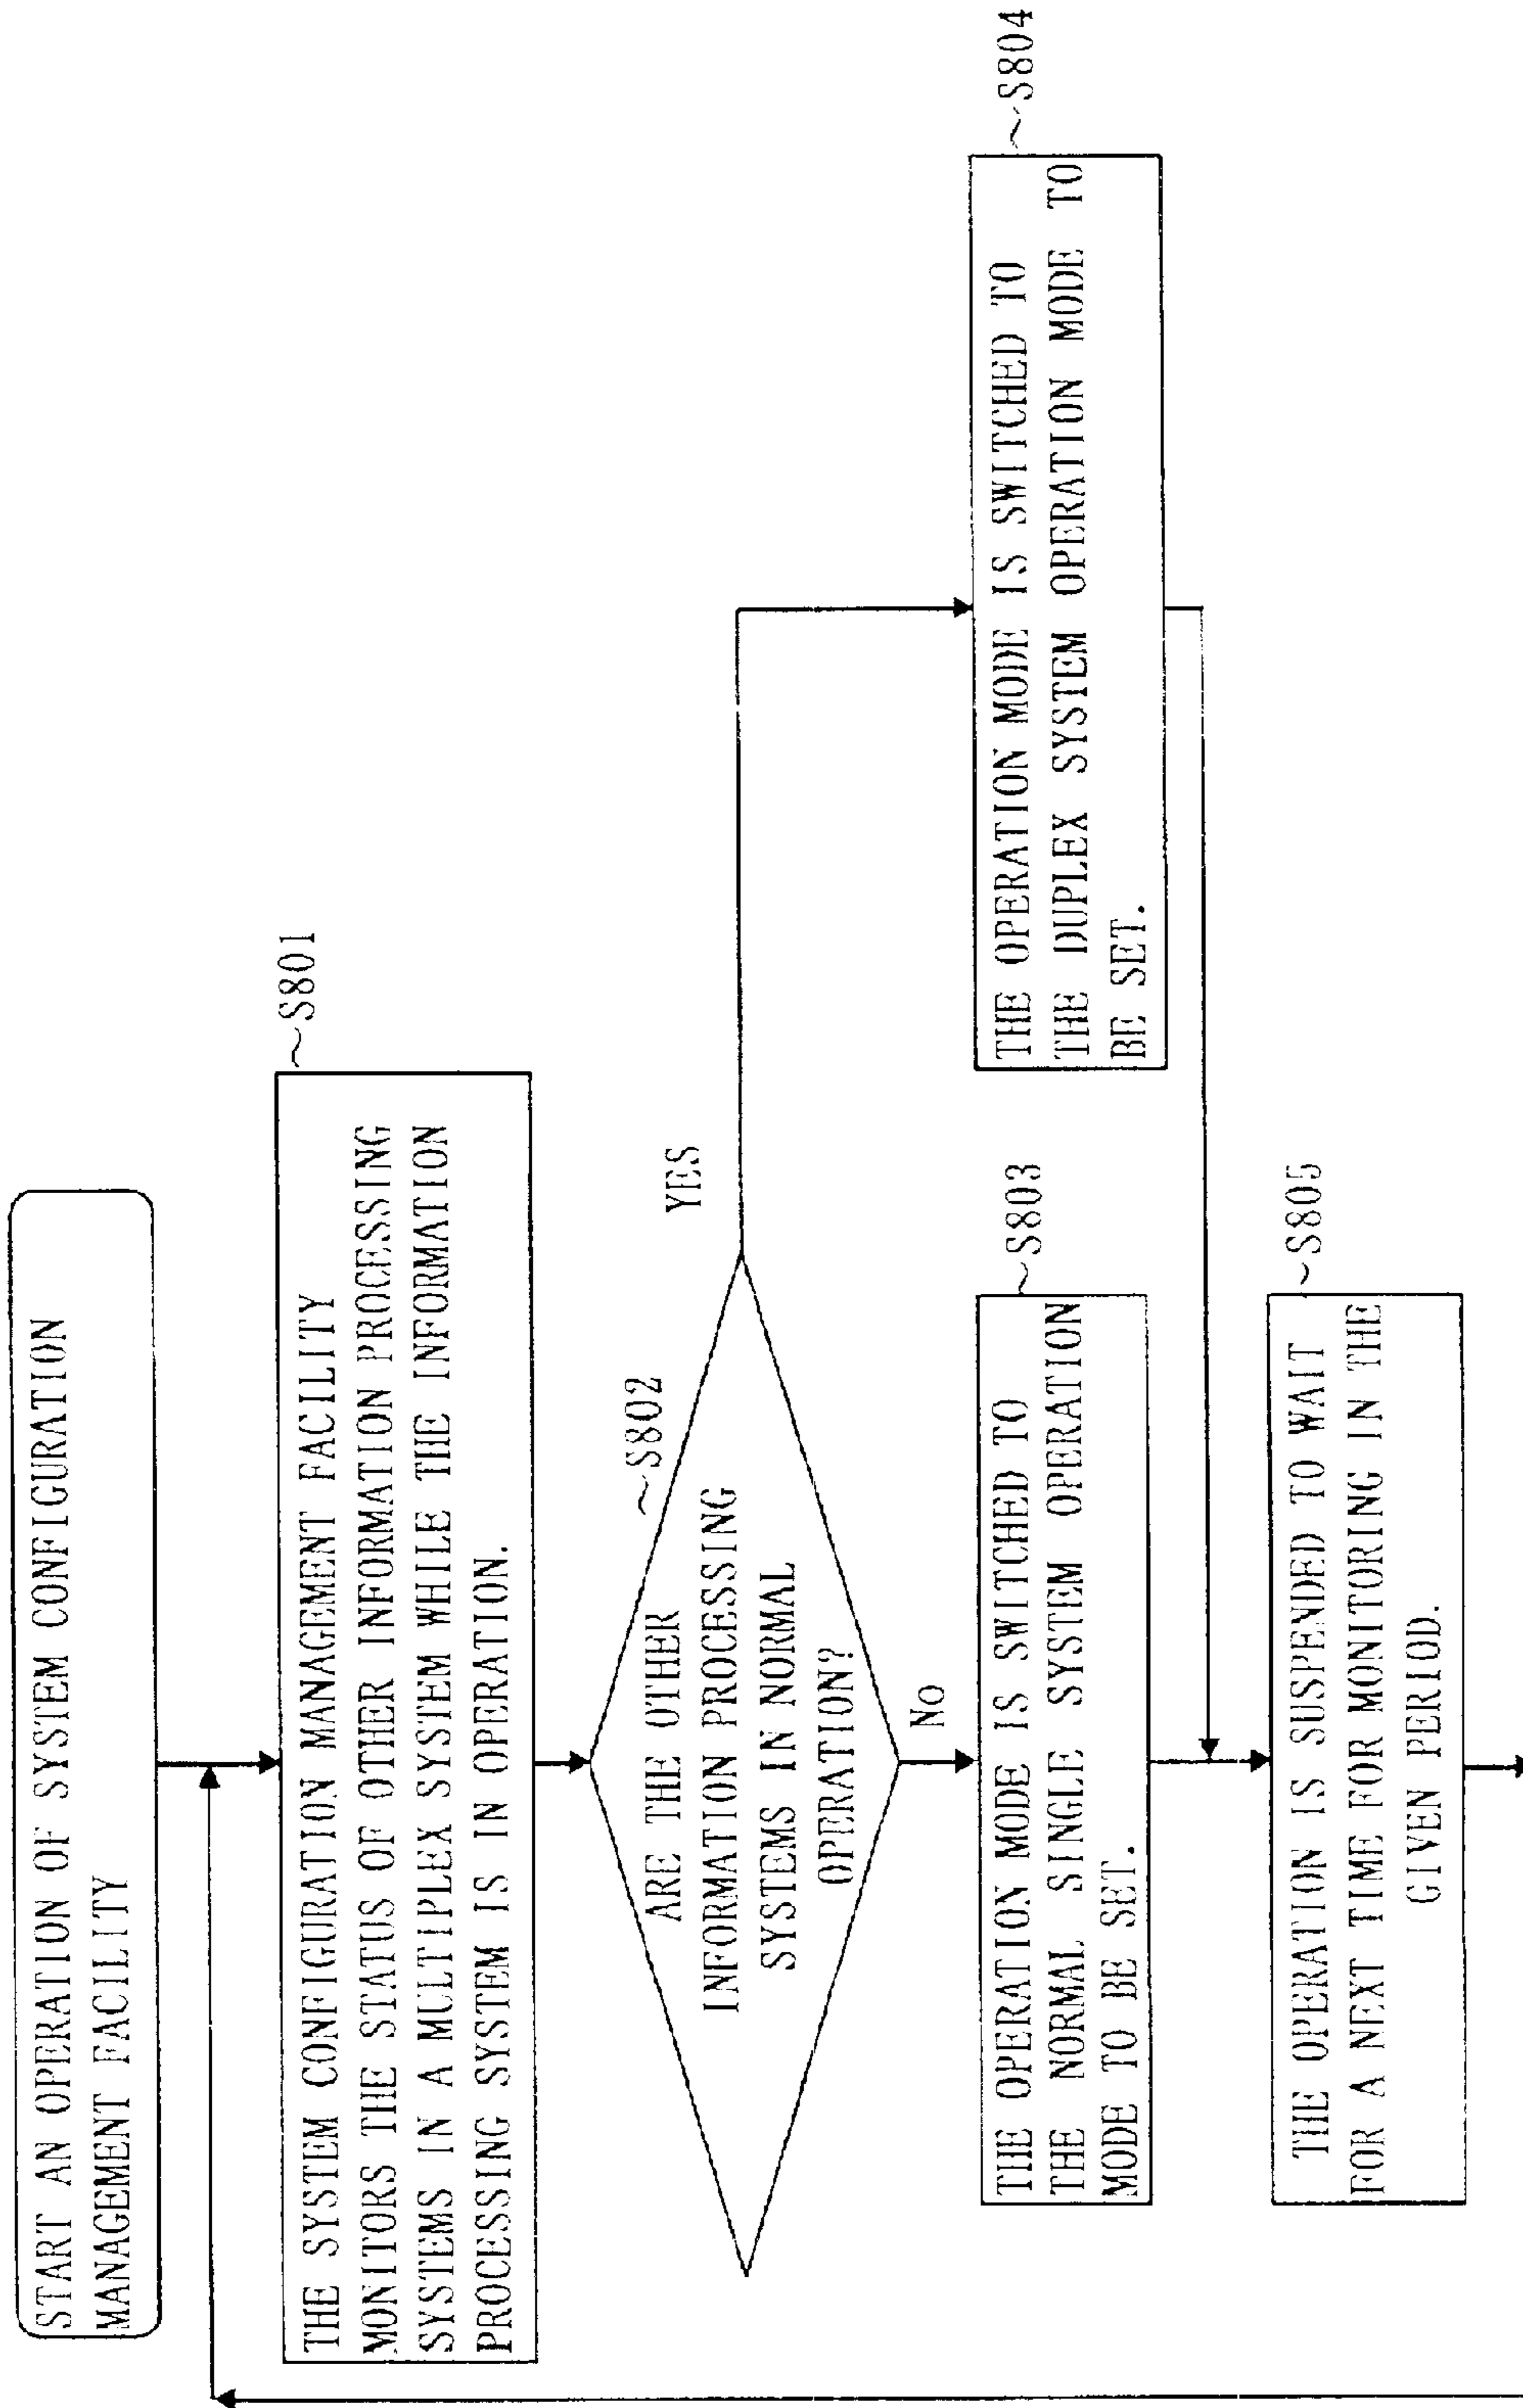 START AN OPERATION OF SYSTEM CONFIGURATION
MANAGEMENT FACILITY
~S801
THE SYSTEM CONFIGURATION MANAGEMENT FACILITY
MONITORS THE STATUS OF OTHER INFORMATION PROCESSING
SYSTEMS IN A MULTIPLEX SYSTEM WHILE THE INFORMATION
PROCESSING SYSTEM IS IN OPERATION.
~S802
ARE THE OTHER
INFORMATION PROCESSING
SYSTEMS IN NORMAL
OPERATION?
YES
No
~S803
THE OPERATION MODE IS SWITCHED TO
THE NORMAL SINGLE SYSTEM OPERATION
MODE TO BE SET.
~S804
THE OPERATION MODE IS SWITCHED TO
THE DUPLEX SYSTEM OPERATION MODE TO
BE SET.
~S805
THE OPERATION IS SUSPENDED TO WAIT
FOR A NEXT TIME FOR MONITORING IN THE
GIVEN PERIOD.